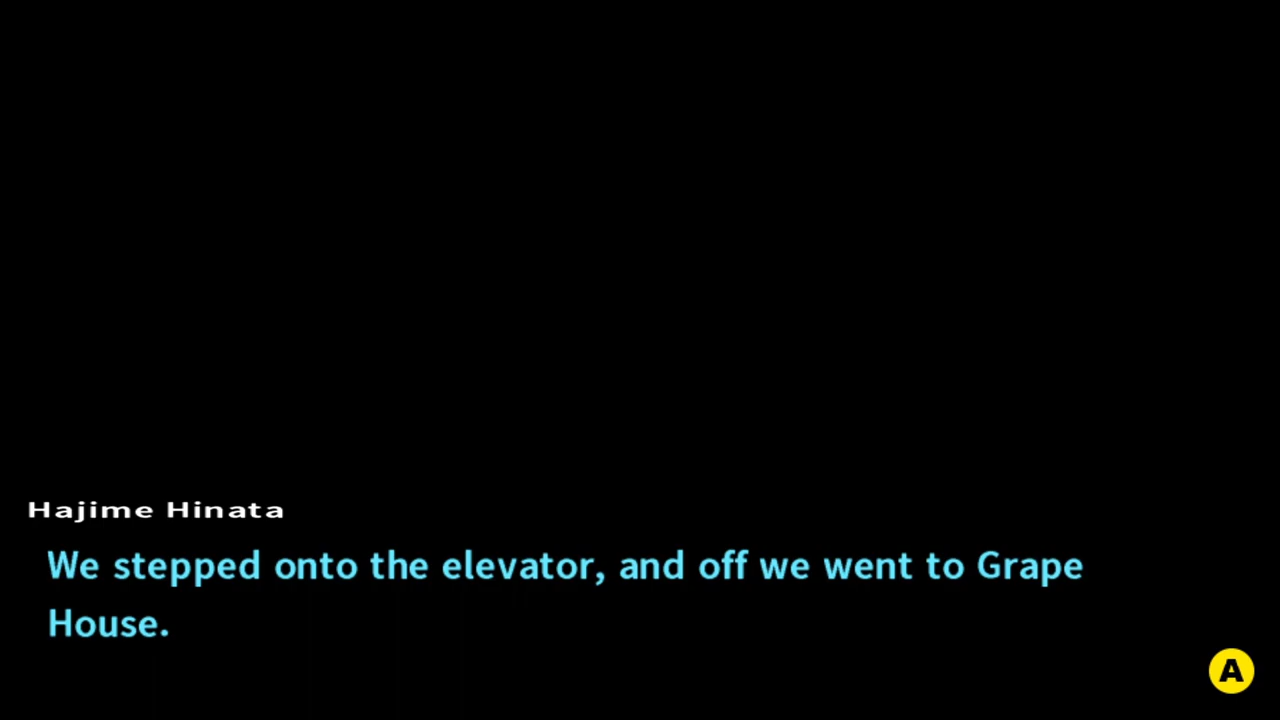 Hajime Hinata
We stepped onto the elevator, and off we went to Grape
House.
A